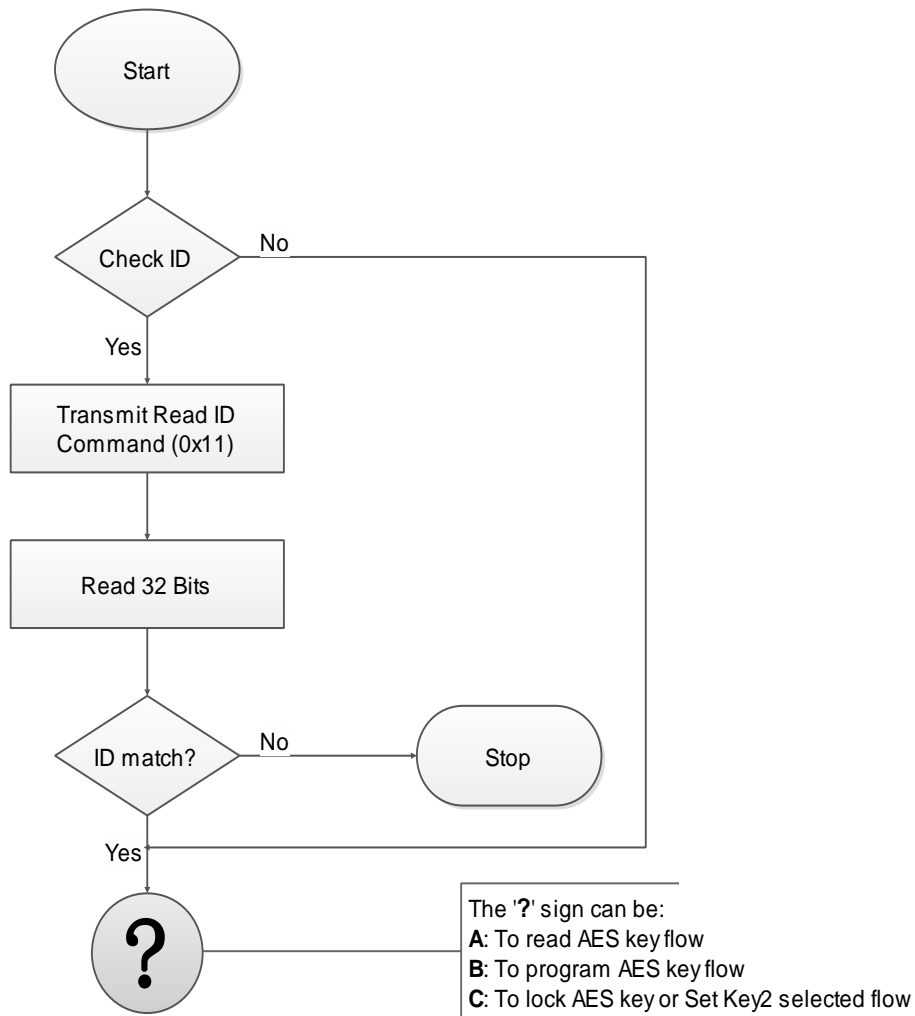 Start
Check ID
No
Yes
Transmit Read ID
Command (0x11)
Read 32 Bits
ID match?
No
Stop
Yes
?
The '?' sign can be:
A: To read AES key flow
B: To program AES key flow
C: To lock AES key or Set Key2 selected flow